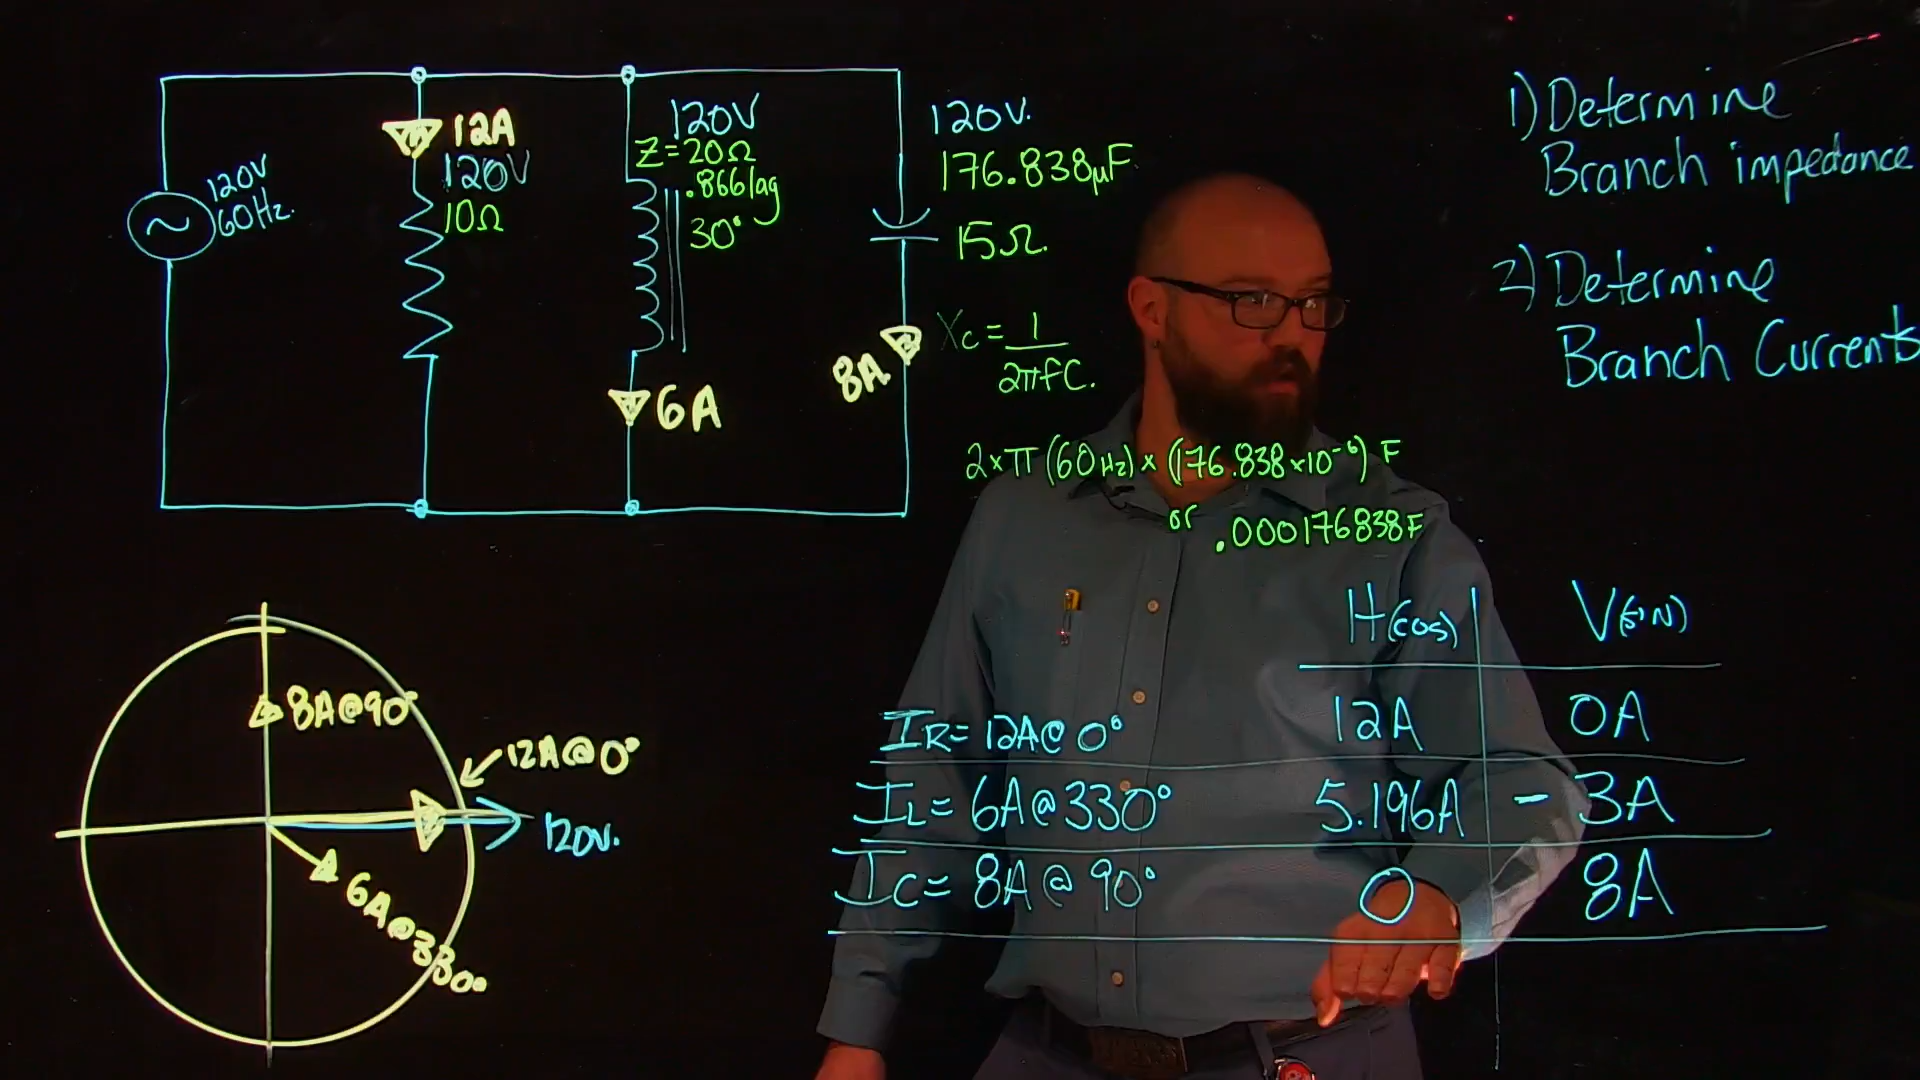 120V
60Hz.
12A
120V
10Ω
120V
Z=20Ω
.866lag
30°
6A
120V.
176.838µF
15Ω.
8A
Xc = 1
2πfC.
2×π(60Hz)×(176.838×10⁻⁶) F
or .000176838F
1) Determine
Branch impedance
2) Determine
Branch Currents
8A@90°
12A@0°
120V.
6A@330°
H(cos) V(SIN)
IR= 12A@ 0° 12A 0A
IL= 6A@330° 5.196A -3A
IC= 8A@ 90° 0 8A